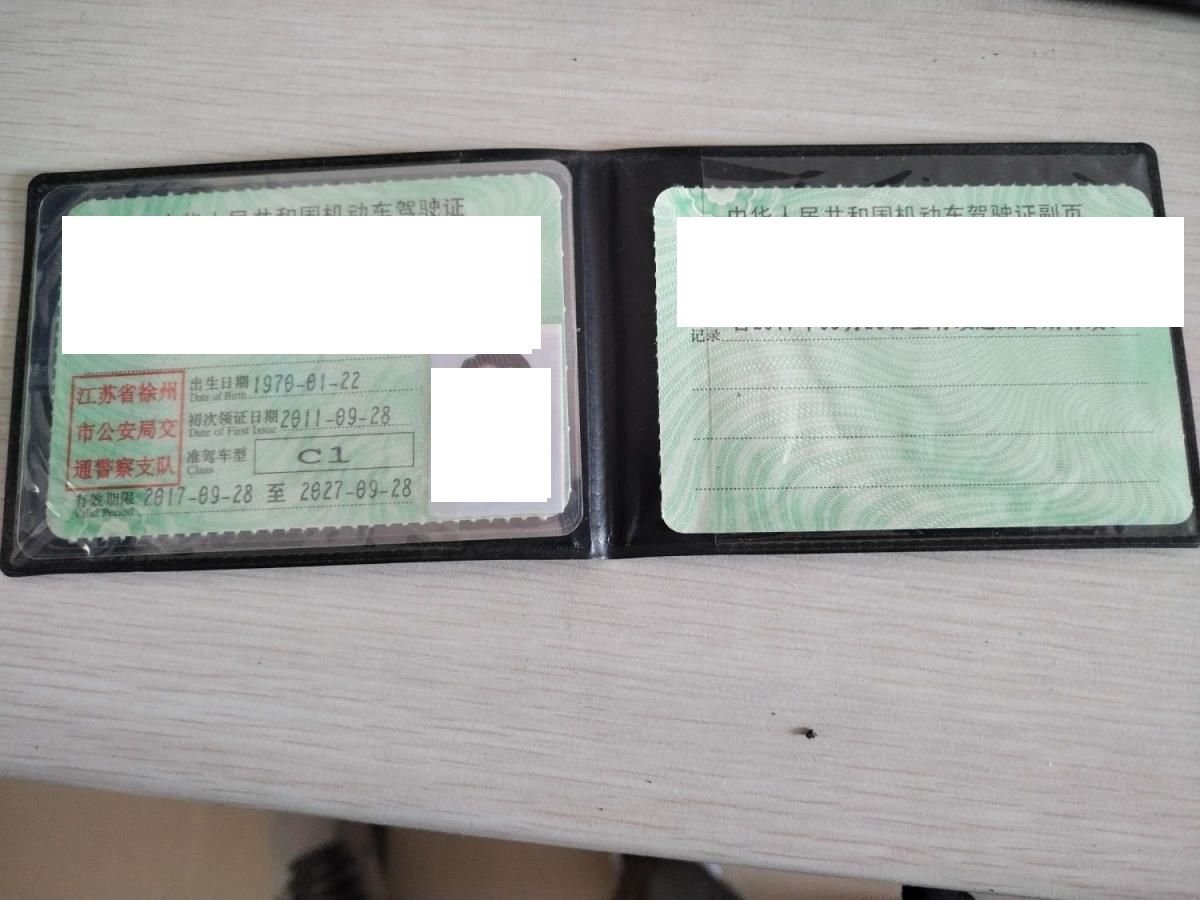 中华人民共和国机动车驾驶证
出生日期 1970-01-22
Date of Birth
初次领证日期 2011-09-28
Date of First Issue
准驾车型 C1
Class
江苏省徐州
市公安局交
通警察支队
有效期限 2017-09-28 至 2027-09-28
Valid Period
中华人民共和国机动车驾驶证副页
记录